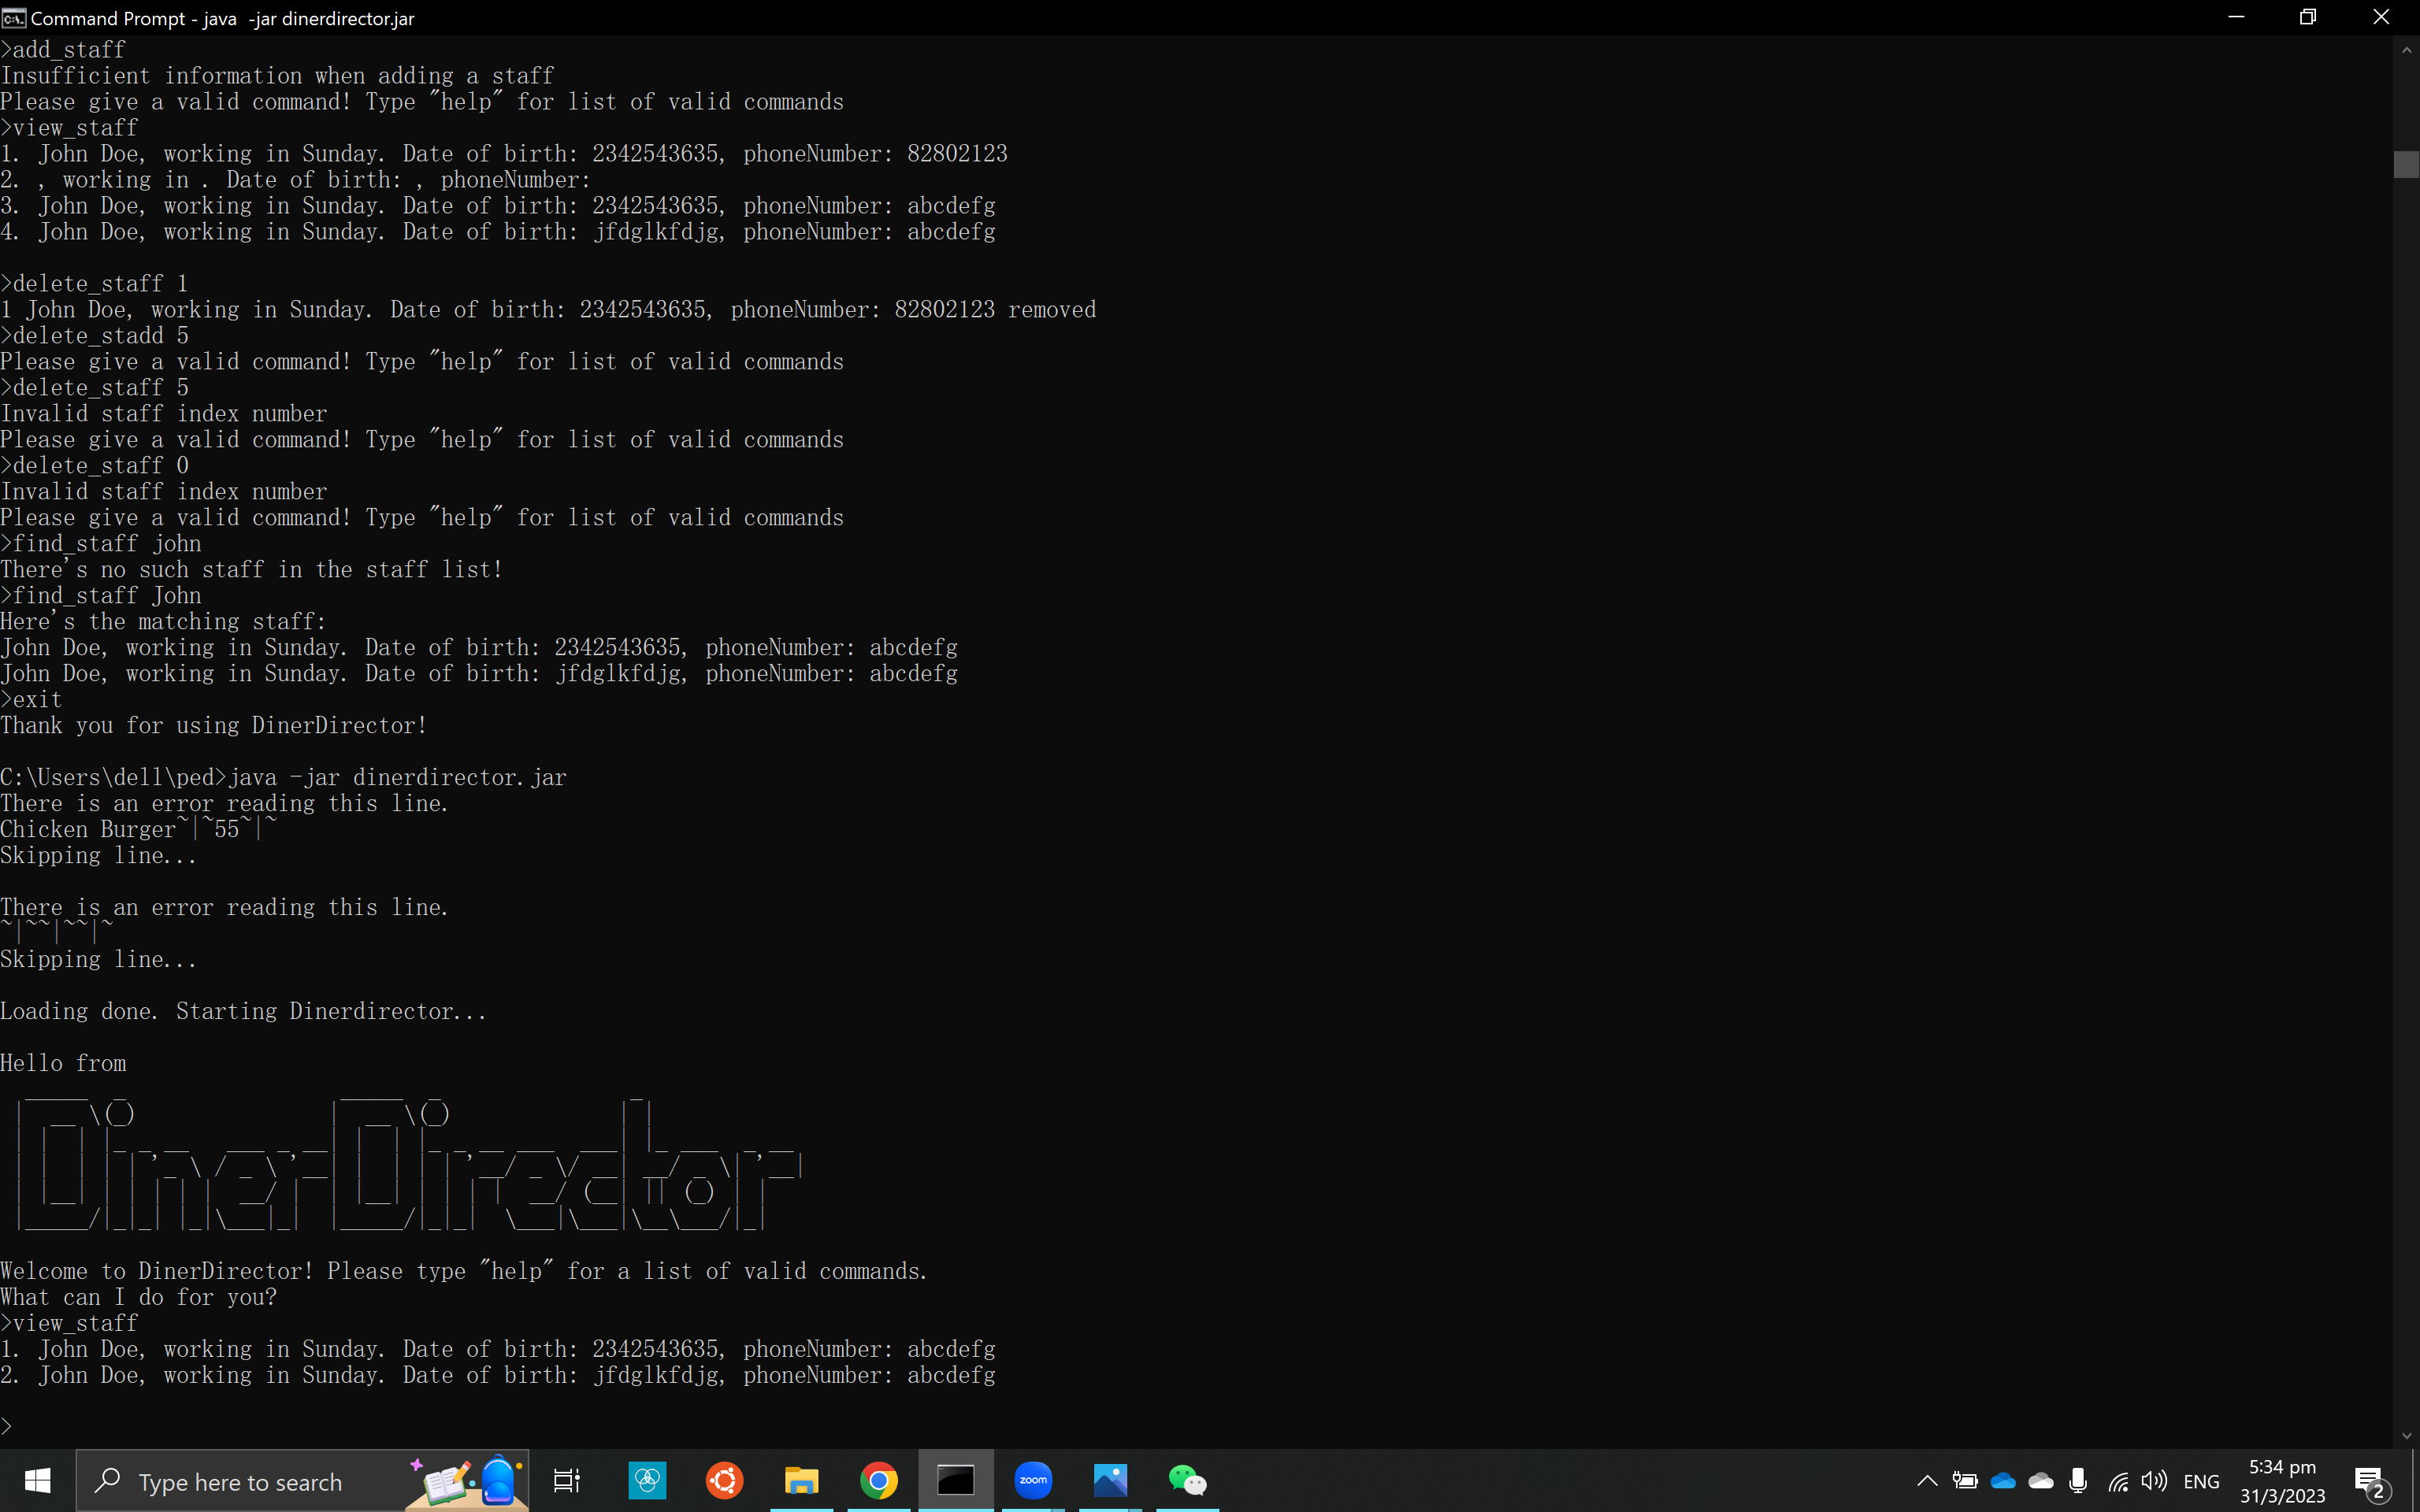 Command Prompt - java  -jar dinerdirector.jar
>add_staff
Insufficient information when adding a staff
Please give a valid command! Type "help" for list of valid commands
>view_staff
1. John Doe, working in Sunday. Date of birth: 2342543635, phoneNumber: 82802123
2. , working in . Date of birth: , phoneNumber:
3. John Doe, working in Sunday. Date of birth: 2342543635, phoneNumber: abcdefg
4. John Doe, working in Sunday. Date of birth: jfdglkfdjg, phoneNumber: abcdefg
>delete_staff 1
1 John Doe, working in Sunday. Date of birth: 2342543635, phoneNumber: 82802123 removed
>delete_stadd 5
Please give a valid command! Type "help" for list of valid commands
>delete_staff 5
Invalid staff index number
Please give a valid command! Type "help" for list of valid commands
>delete_staff 0
Invalid staff index number
Please give a valid command! Type "help" for list of valid commands
>find_staff john
There's no such staff in the staff list!
>find_staff John
Here's the matching staff:
John Doe, working in Sunday. Date of birth: 2342543635, phoneNumber: abcdefg
John Doe, working in Sunday. Date of birth: jfdglkfdjg, phoneNumber: abcdefg
>exit
Thank you for using DinerDirector!
C:\Users\dell\ped>java -jar dinerdirector.jar
There is an error reading this line.
Chicken Burger~|~55~|~
Skipping line...
There is an error reading this line.
~|~~|~~|~
Skipping line...
Loading done. Starting Dinerdirector...
Hello from
DinerDirector
Welcome to DinerDirector! Please type "help" for a list of valid commands.
What can I do for you?
>view_staff
1. John Doe, working in Sunday. Date of birth: 2342543635, phoneNumber: abcdefg
2. John Doe, working in Sunday. Date of birth: jfdglkfdjg, phoneNumber: abcdefg
>
Type here to search
zoom
ENG
5:34 pm
31/3/2023
2